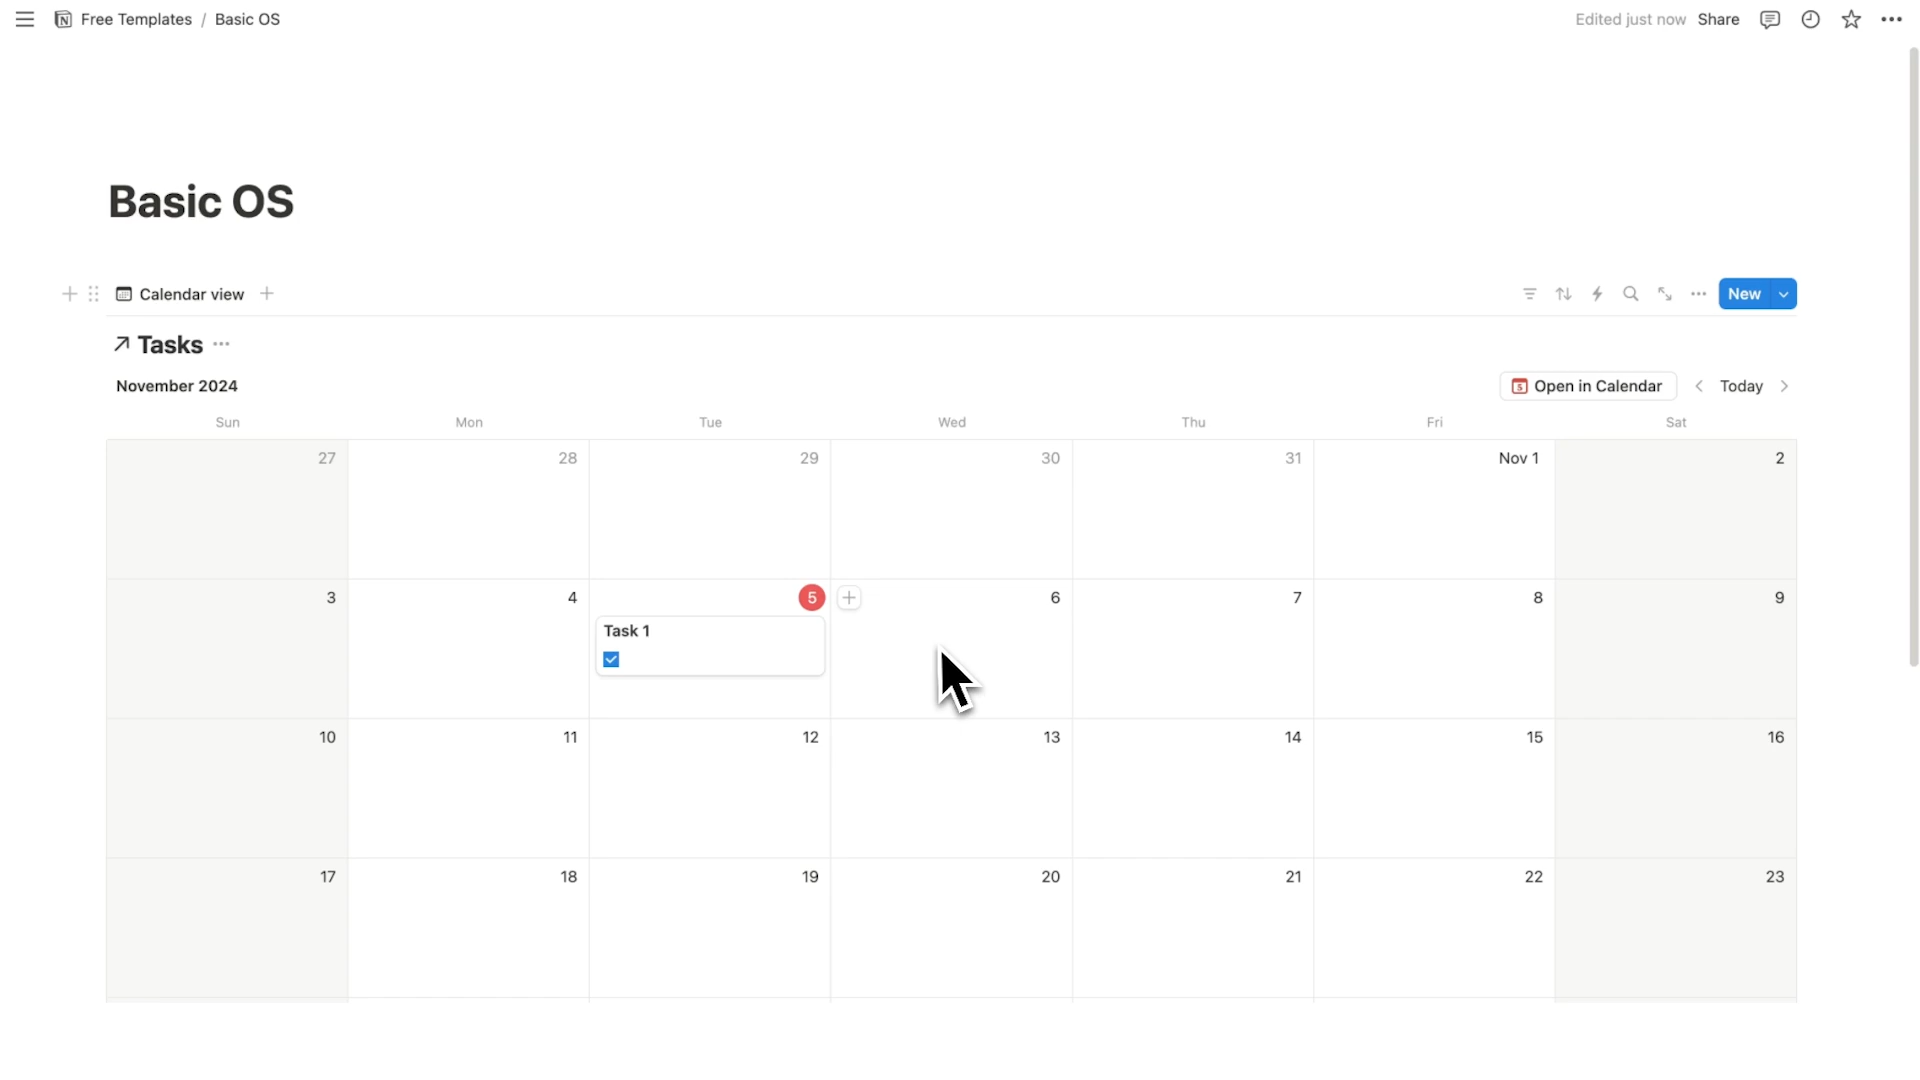 Free Templates / Basic OS
Edited just now Share
Basic OS
Calendar view
New
Tasks
November 2024
5 Open in Calendar Today
Sun Mon Tue Wed Thu Fri Sat
27 28 29 30 31 Nov 1 2
3 4 5 6 7 8 9
Task 1
10 11 12 13 14 15 16
17 18 19 20 21 22 23